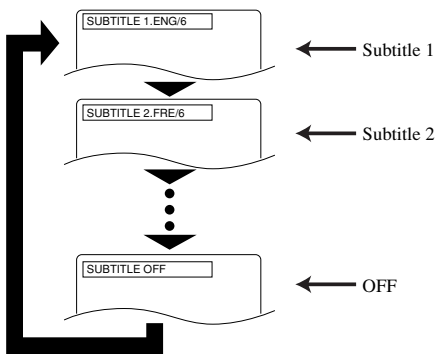 SUBTITLE 1.ENG/6
Subtitle 1
SUBTITLE 2.FRE/6
Subtitle 2
SUBTITLE OFF
OFF